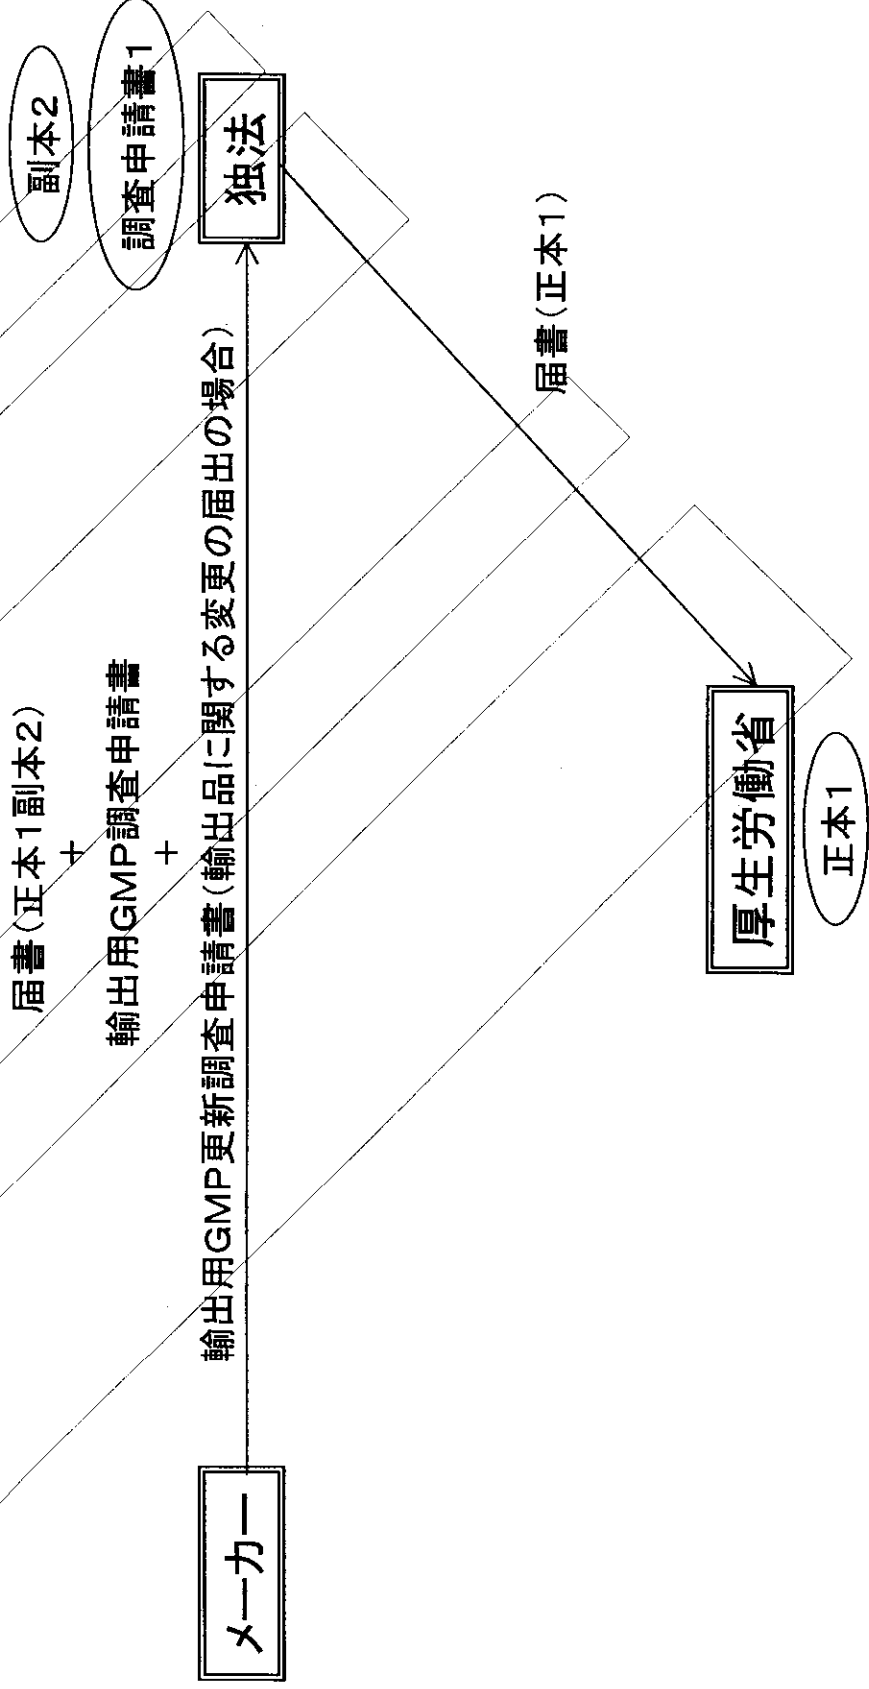 届書(正本1副本2)
+
輸出用GMP調査申請書
+
輸出用GMP更新調査申請書(輸出品に関する変更の届出の場合)
副本2
調査申請書1
メーカー
独法
届書(正本1)
厚生労働省
正本1